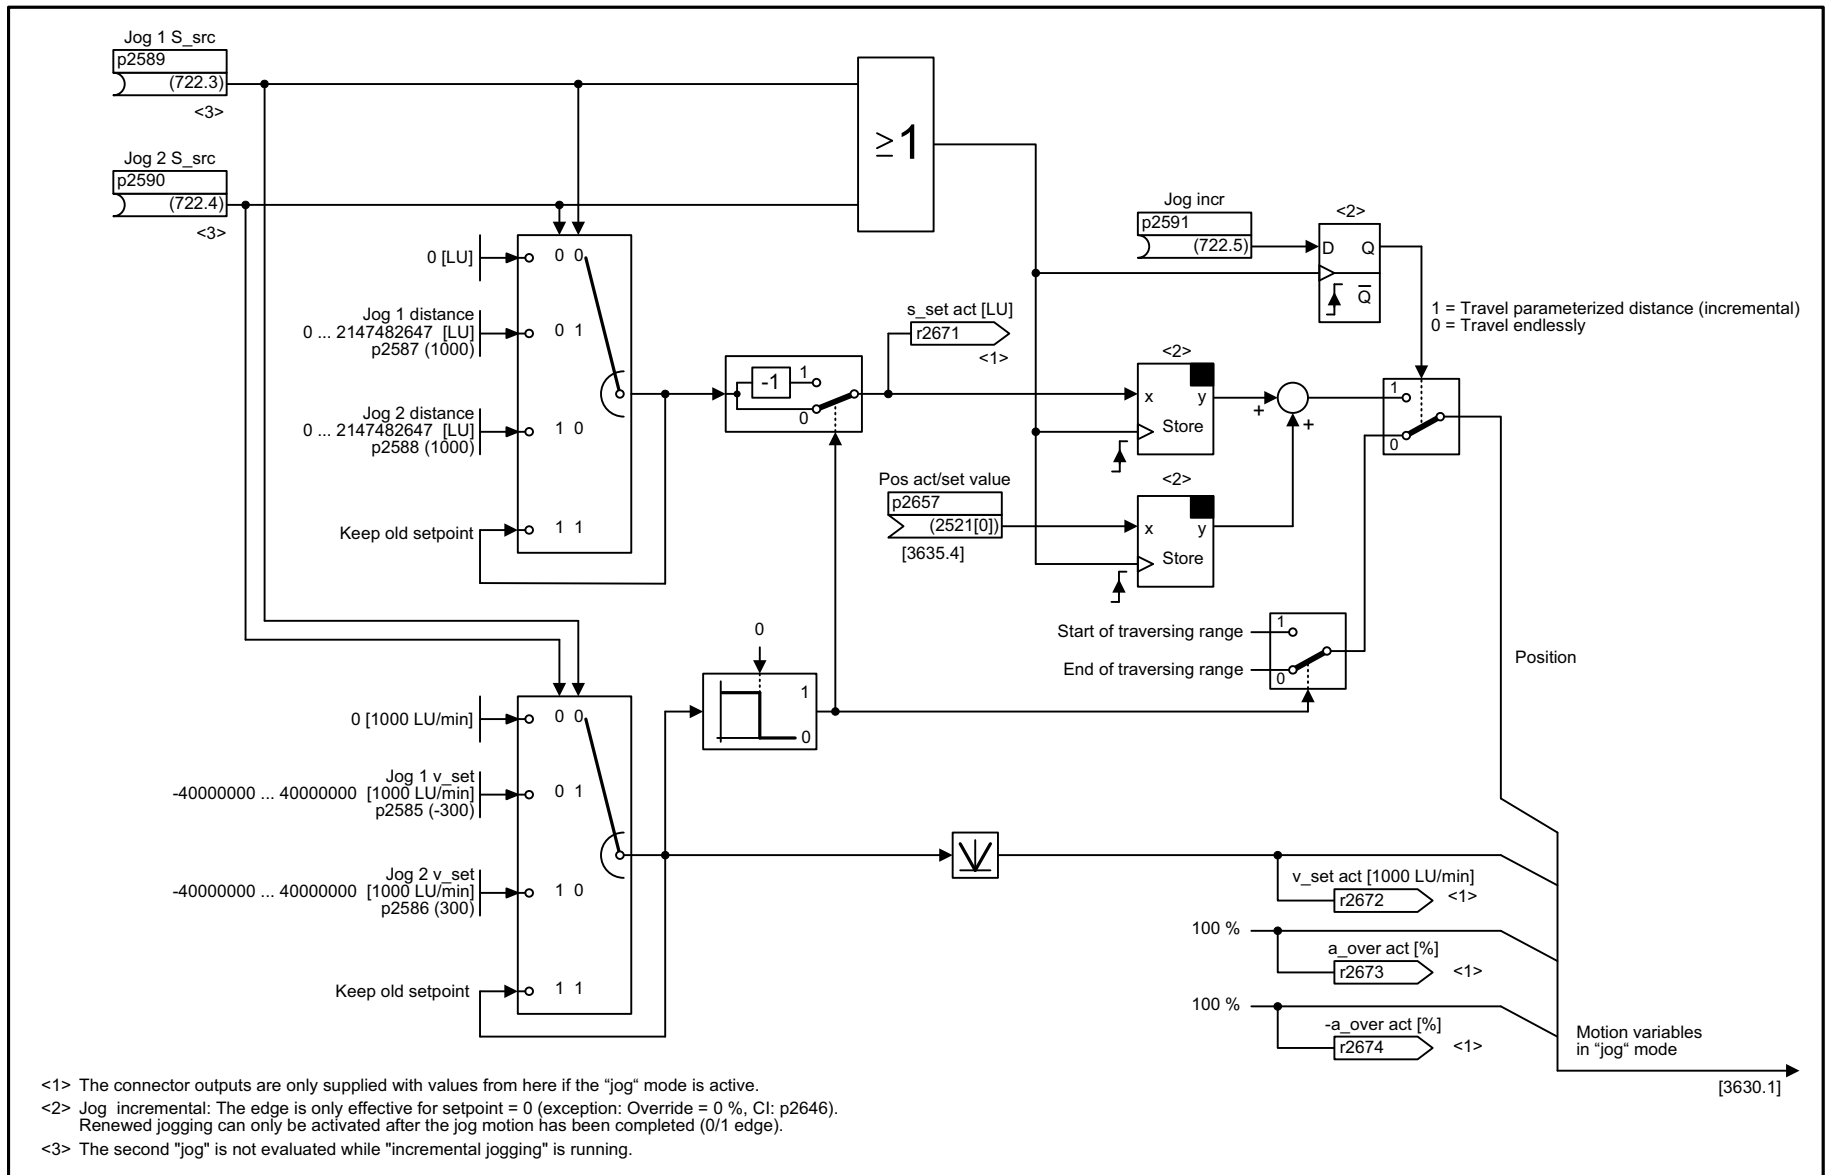 Jog 1 S_src
p2589
(722.3)
<3>
Jog 2 S_src
p2590
(722.4)
<3>
≥1
Jog incr
p2591
(722.5)
<2>
D Q
Q̅
1 = Travel parameterized distance (incremental)
0 = Travel endlessly
0 [LU]
0 0
Jog 1 distance
0 ... 2147482647 [LU]
p2587 (1000)
0 1
Jog 2 distance
0 ... 2147482647 [LU]
p2588 (1000)
1 0
Keep old setpoint
1 1
-1
1
0
s_set act [LU]
r2671
<1>
<2>
x y
Store
+
+
1
0
Pos act/set value
p2657
(2521[0])
[3635.4]
<2>
x y
Store
Start of traversing range
1
End of traversing range
0
Position
0
1
0
0 [1000 LU/min]
0 0
Jog 1 v_set
-40000000 ... 40000000 [1000 LU/min]
p2585 (-300)
0 1
Jog 2 v_set
-40000000 ... 40000000 [1000 LU/min]
p2586 (300)
1 0
Keep old setpoint
1 1
v_set act [1000 LU/min]
r2672
<1>
100 %
a_over act [%]
r2673
<1>
100 %
-a_over act [%]
r2674
<1>
Motion variables
in “jog“ mode
[3630.1]
<1> The connector outputs are only supplied with values from here if the “jog“ mode is active.
<2> Jog incremental: The edge is only effective for setpoint = 0 (exception: Override = 0 %, CI: p2646).
Renewed jogging can only be activated after the jog motion has been completed (0/1 edge).
<3> The second "jog" is not evaluated while "incremental jogging" is running.